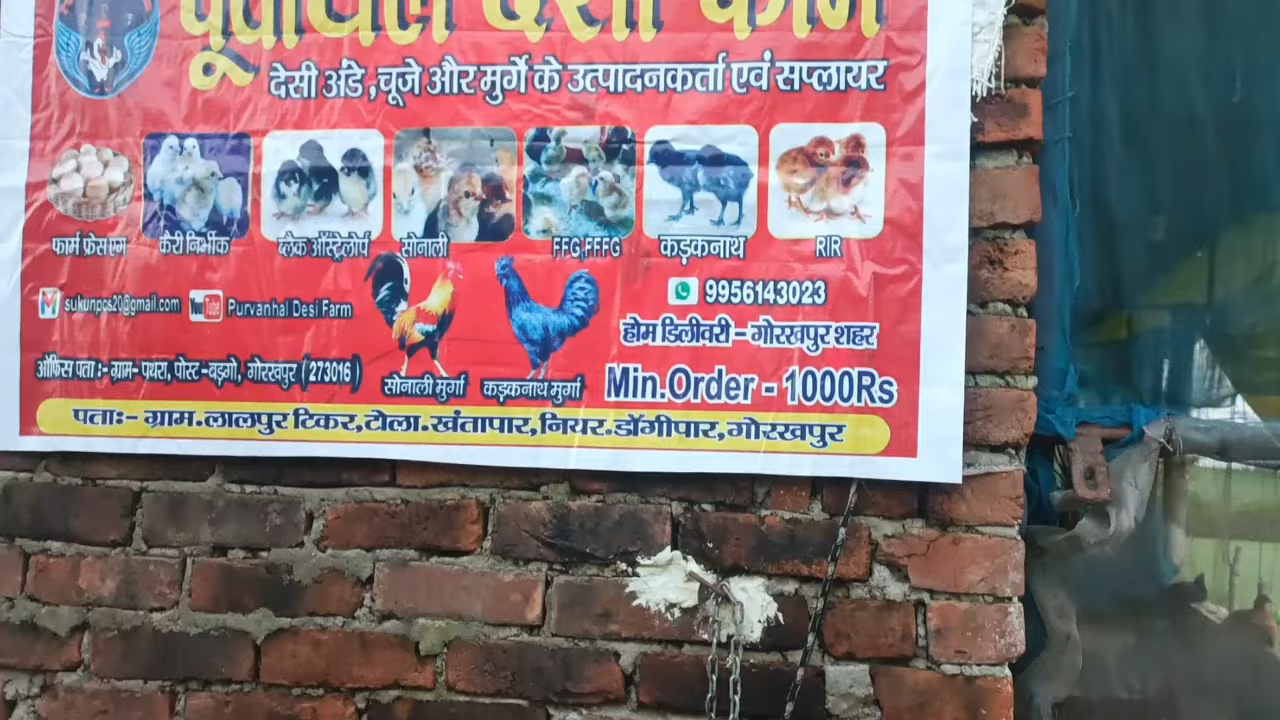 पूर्वांचल देसी फार्म
देसी अंडे ,चूजे और मुर्गे के उत्पादनकर्ता एवं सप्लायर
फार्म फ्रेस एग
कैरी निर्भीक
ब्लैक ऑस्ट्रेलोर्प
सोनाली
FFG,FFFG
कड़कनाथ
RIR
sukunpcs20@gmail.com
YouTube Purvanhal Desi Farm
9956143023
होम डिलीवरी - गोरखपुर शहर
ऑफिस पता :- ग्राम- पथरा, पोस्ट - बड़गो, गोरखपुर ( 273016 )
सोनाली मुर्गा
कड़कनाथ मुर्गा
Min.Order - 1000Rs
पताः- ग्राम.लालपुर टिकर,टोला.खंतापार,नियर.डॉगीपार,गोरखपुर